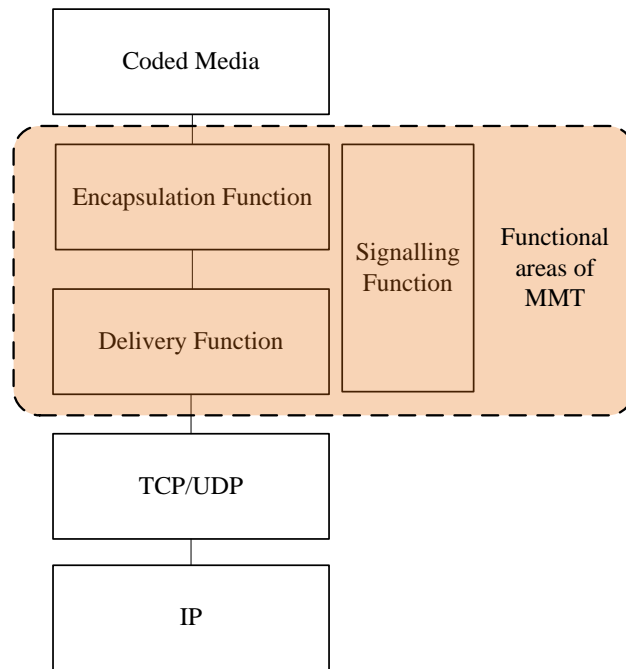 Coded Media
Encapsulation Function
Signalling
Function
Functional
areas of
MMT
Delivery Function
TCP/UDP
IP